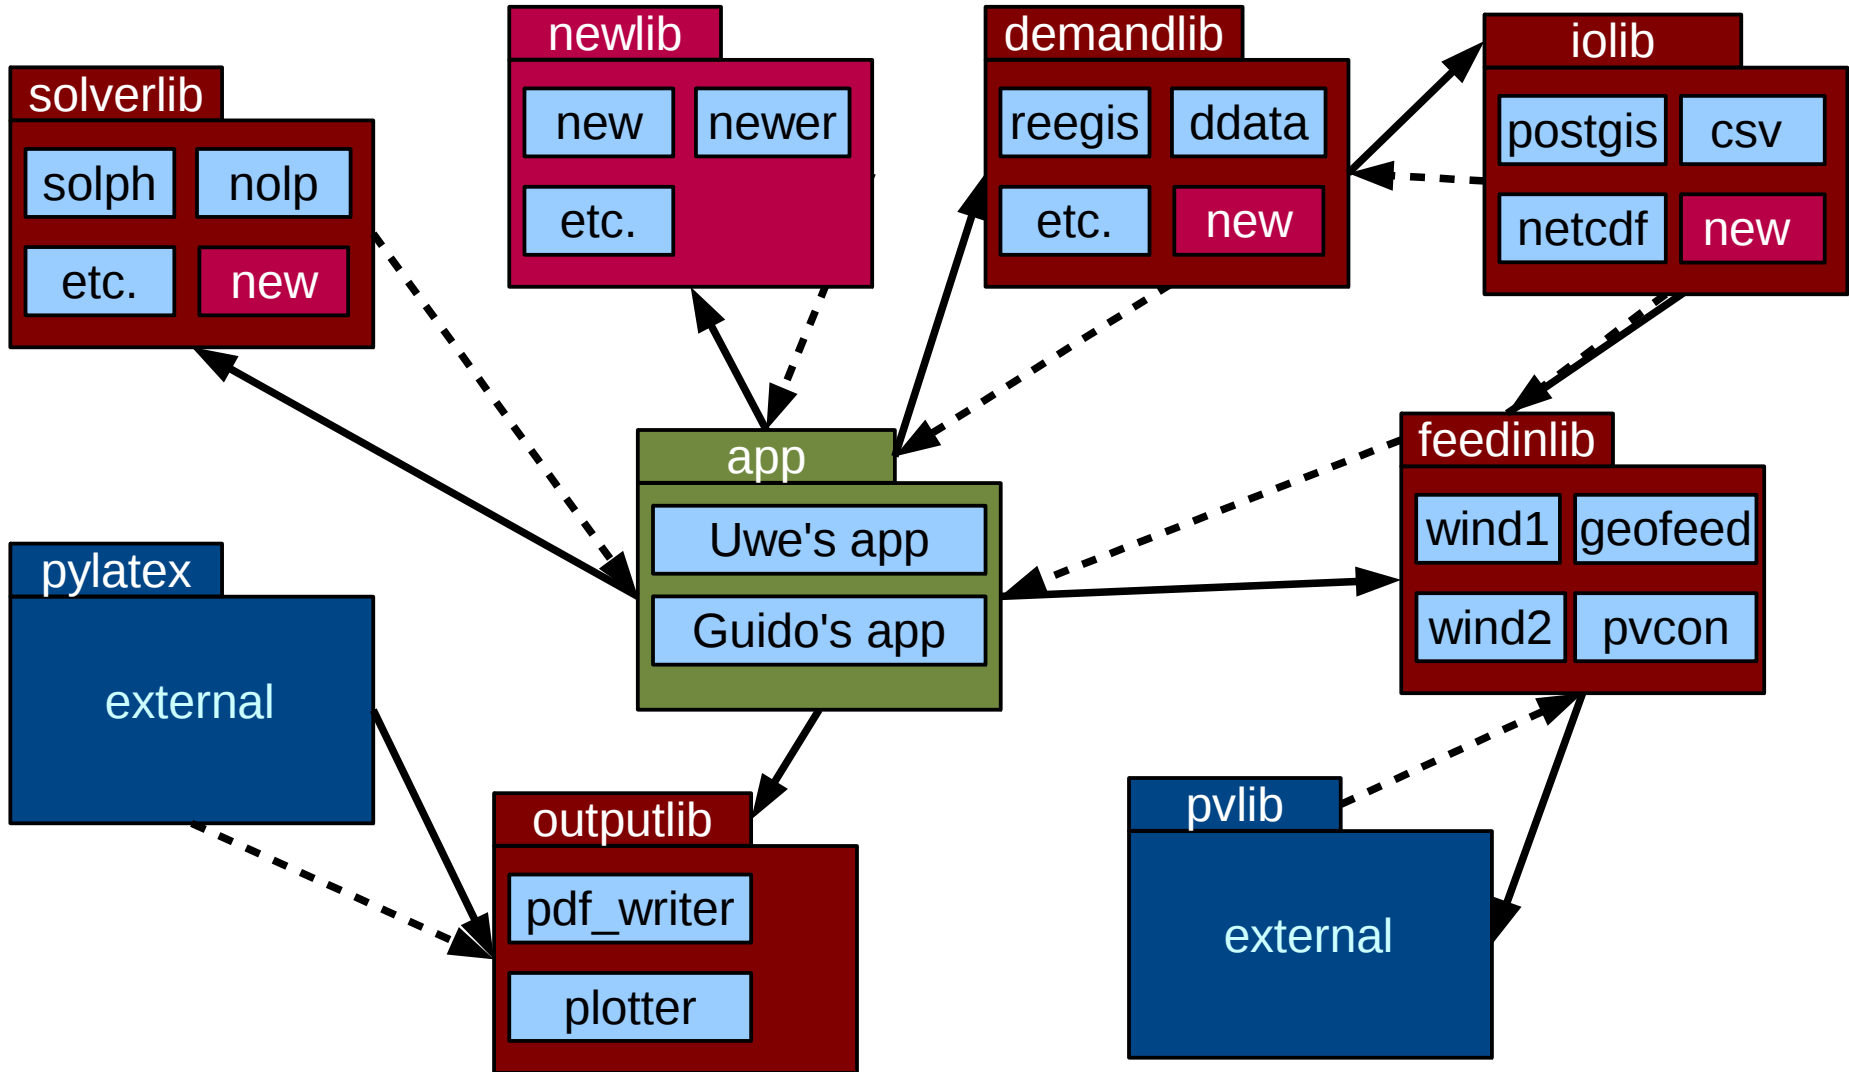 newlib
new
newer
etc.
demandlib
reegis
ddata
etc.
new
iolib
postgis
csv
netcdf
new
solverlib
solph
nolp
etc.
new
app
Uwe's app
Guido's app
feedinlib
wind1
geofeed
wind2
pvcon
pylatex
external
outputlib
pdf_writer
plotter
pvlib
external